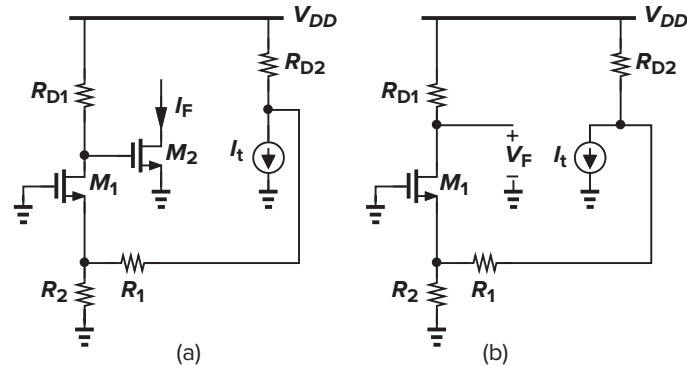 V_DD
R_D1
I_F
R_D2
M_2
I_t
M_1
R_2
R_1
(a)
V_DD
R_D1
R_D2
+
V_F
−
I_t
M_1
R_2
R_1
(b)